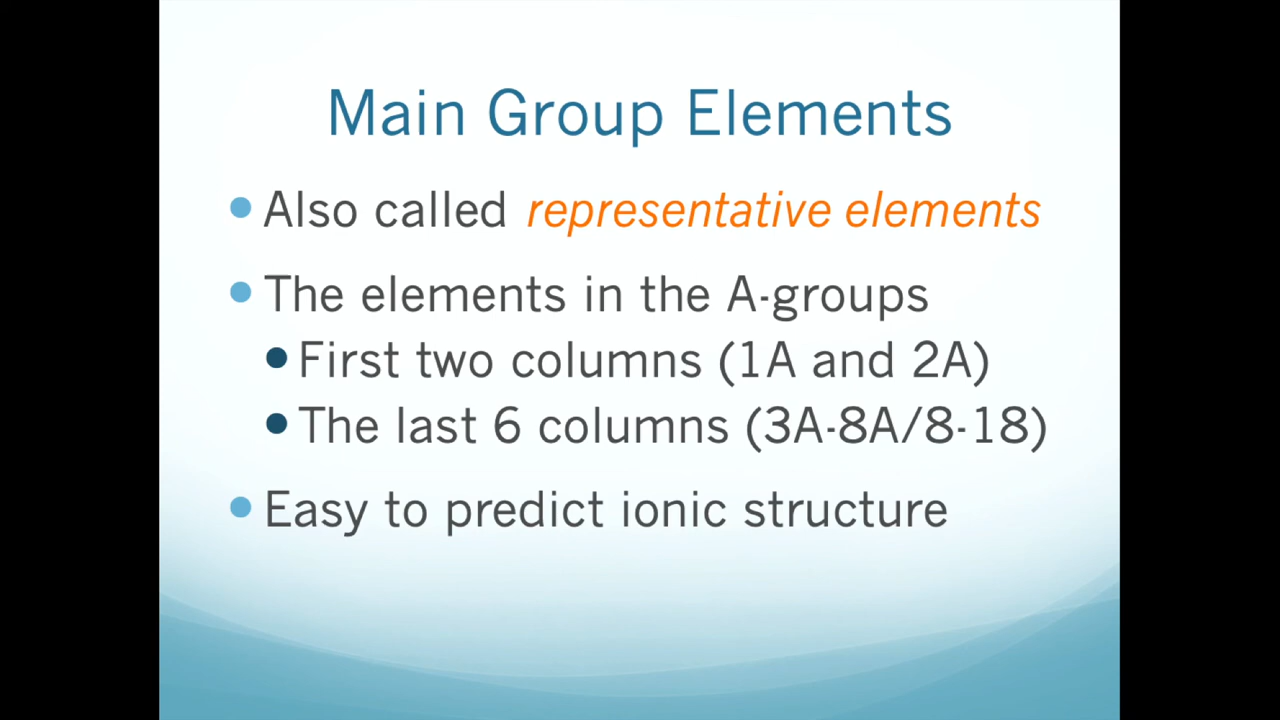 Main Group Elements
Also called representative elements
The elements in the A-groups
First two columns (1A and 2A)
The last 6 columns (3A-8A/8-18)
Easy to predict ionic structure